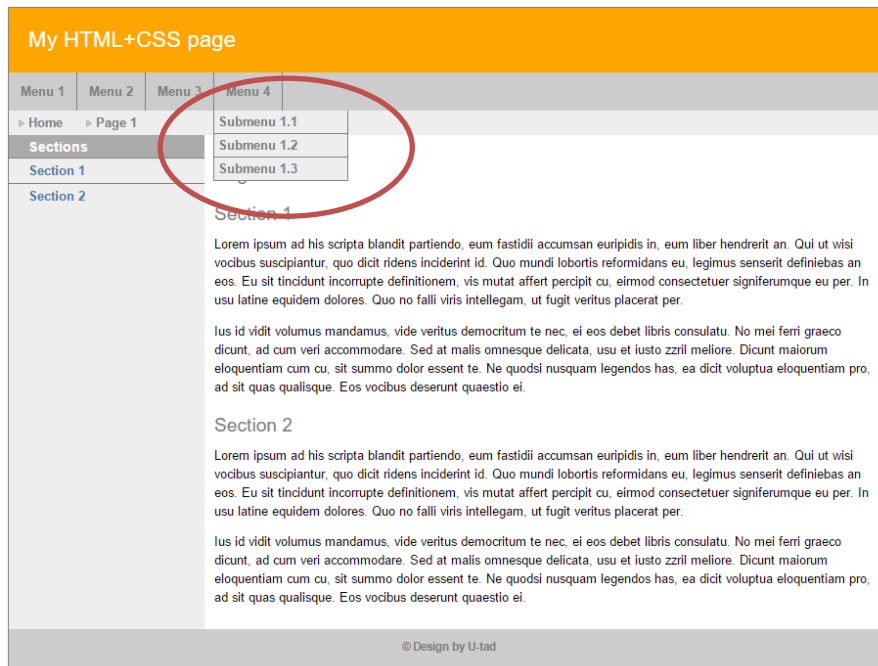 My HTML+CSS page
Menu 1 Menu 2 Menu 3 Menu 4
Home Page 1 Submenu 1.1
Sections Submenu 1.2
Section 1 Submenu 1.3
Section 2
Section 1
Lorem ipsum ad his scripta blandit partiendo, eum fastidii accumsan euripidis in, eum liber hendrerit an. Qui ut wisi
vocibus suscipiantur, quo dicit ridens inciderint id. Quo mundi lobortis reformidans eu, legimus senserit definiebas an
eos. Eu sit tincidunt incorrupte definitionem, vis mutat affert percipit cu, eirmod consectetuer signiferumque eu per. In
usu latine equidem dolores. Quo no falli viris intellegam, ut fugit veritus placerat per.
Ius id vidit volumus mandamus, vide veritus democritum te nec, ei eos debet libris consulatu. No mei ferri graeco
dicunt, ad cum veri accommodare. Sed at malis omnesque delicata, usu et iusto zzril meliore. Dicunt maiorum
eloquentiam cum cu, sit summo dolor essent te. Ne quodsi nusquam legendos has, ea dicit voluptua eloquentiam pro,
ad sit quas qualisque. Eos vocibus deserunt quaestio ei.
Section 2
Lorem ipsum ad his scripta blandit partiendo, eum fastidii accumsan euripidis in, eum liber hendrerit an. Qui ut wisi
vocibus suscipiantur, quo dicit ridens inciderint id. Quo mundi lobortis reformidans eu, legimus senserit definiebas an
eos. Eu sit tincidunt incorrupte definitionem, vis mutat affert percipit cu, eirmod consectetuer signiferumque eu per. In
usu latine equidem dolores. Quo no falli viris intellegam, ut fugit veritus placerat per.
Ius id vidit volumus mandamus, vide veritus democritum te nec, ei eos debet libris consulatu. No mei ferri graeco
dicunt, ad cum veri accommodare. Sed at malis omnesque delicata, usu et iusto zzril meliore. Dicunt maiorum
eloquentiam cum cu, sit summo dolor essent te. Ne quodsi nusquam legendos has, ea dicit voluptua eloquentiam pro,
ad sit quas qualisque. Eos vocibus deserunt quaestio ei.
© Design by U-tad